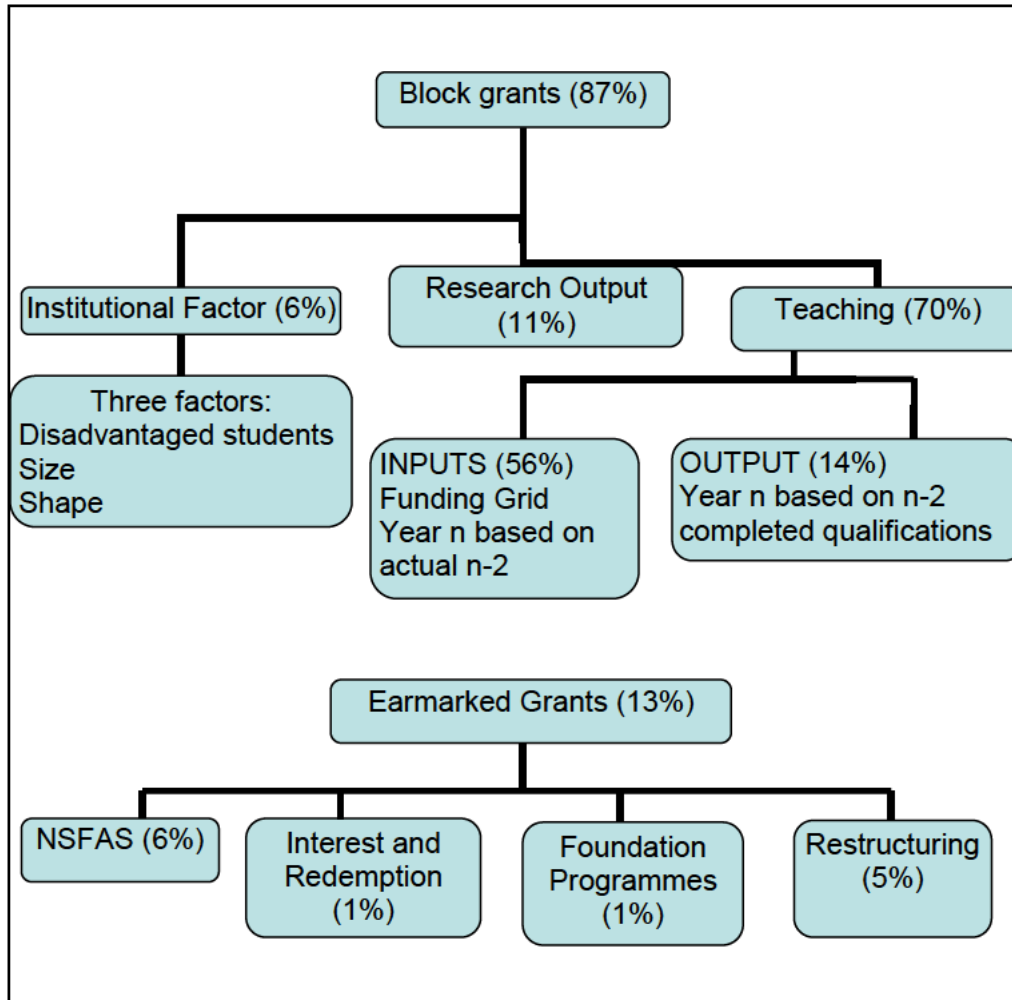 Block grants (87%)
Institutional Factor (6%)
Research Output
(11%)
Teaching (70%)
Three factors:
Disadvantaged students
Size
Shape
INPUTS (56%)
Funding Grid
Year n based on
actual n-2
OUTPUT (14%)
Year n based on n-2
completed qualifications
Earmarked Grants (13%)
NSFAS (6%)
Interest and
Redemption
(1%)
Foundation
Programmes
(1%)
Restructuring
(5%)